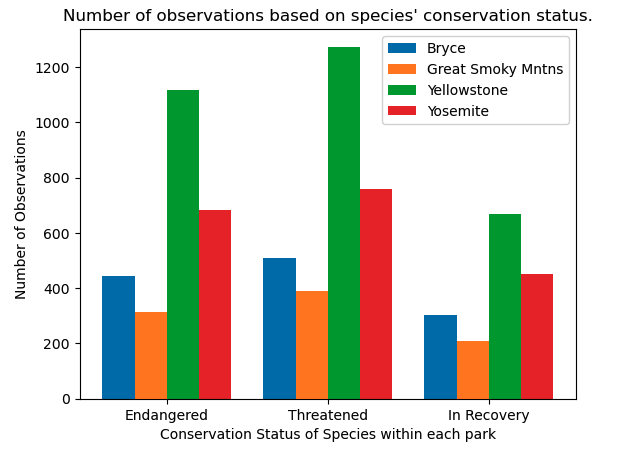 Number of observations based on species' conservation status.
Bryce
Great Smoky Mntns
Yellowstone
Yosemite
Number of Observations
1200
1000
800
600
400
200
0
Endangered
Threatened
In Recovery
Conservation Status of Species within each park